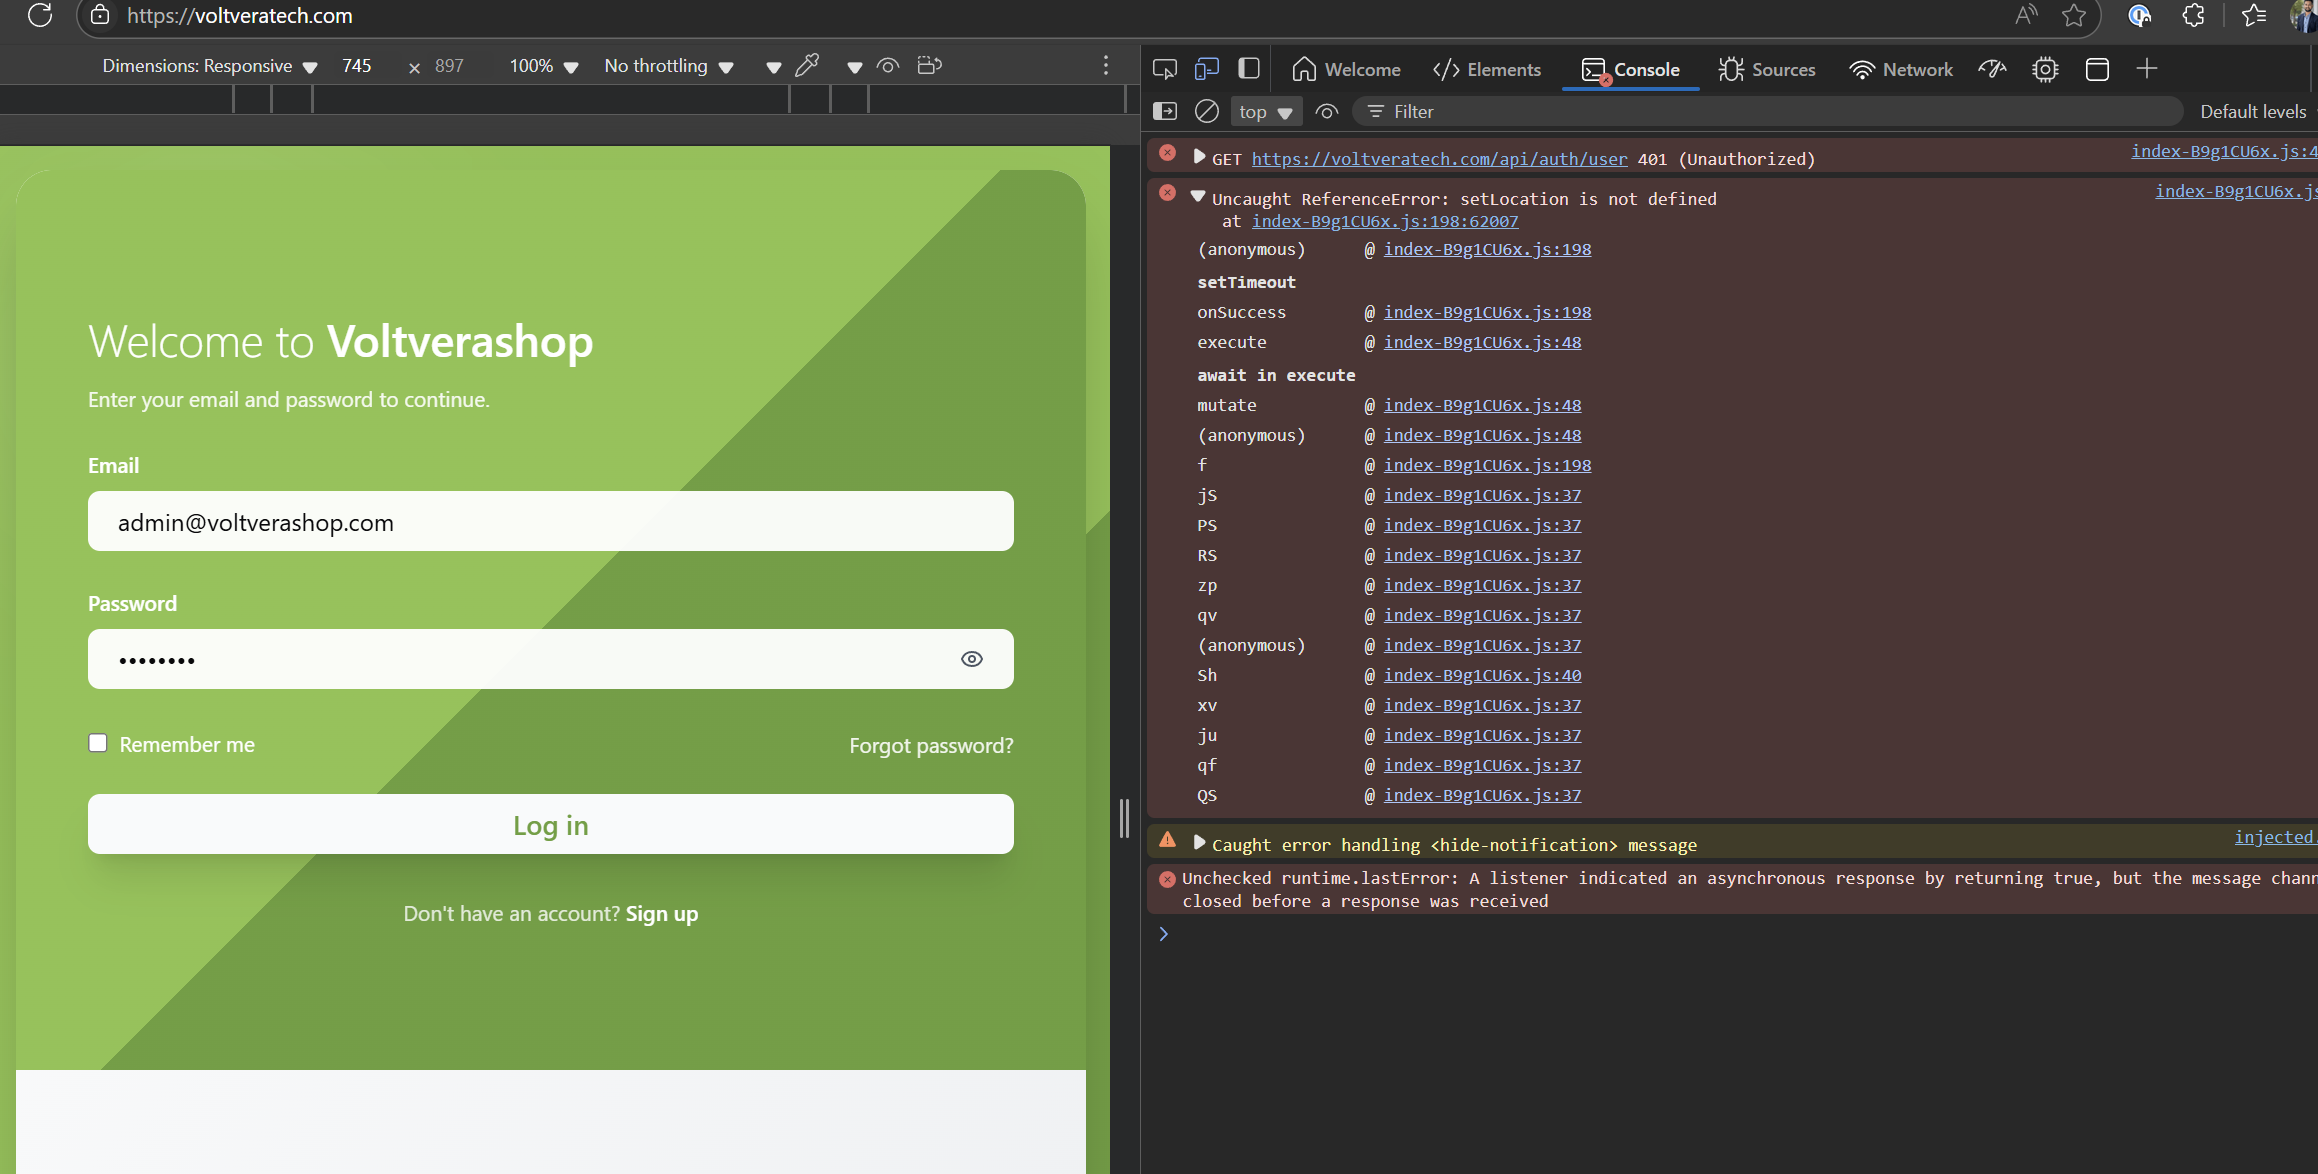 https://voltveratech.com
Dimensions: Responsive 745 × 897 100% No throttling
Welcome Elements Console Sources Network
top Filter Default levels
Welcome to Voltverashop
Enter your email and password to continue.
Email
admin@voltverashop.com
Password
••••••••
Remember me Forgot password?
Log in
Don't have an account? Sign up
GET https://voltveratech.com/api/auth/user 401 (Unauthorized) index-B9g1CU6x.js:4
Uncaught ReferenceError: setLocation is not defined index-B9g1CU6x.js
at index-B9g1CU6x.js:198:62007
(anonymous) @ index-B9g1CU6x.js:198
setTimeout
onSuccess @ index-B9g1CU6x.js:198
execute @ index-B9g1CU6x.js:48
await in execute
mutate @ index-B9g1CU6x.js:48
(anonymous) @ index-B9g1CU6x.js:48
f @ index-B9g1CU6x.js:198
jS @ index-B9g1CU6x.js:37
PS @ index-B9g1CU6x.js:37
RS @ index-B9g1CU6x.js:37
zp @ index-B9g1CU6x.js:37
qv @ index-B9g1CU6x.js:37
(anonymous) @ index-B9g1CU6x.js:37
Sh @ index-B9g1CU6x.js:40
xv @ index-B9g1CU6x.js:37
ju @ index-B9g1CU6x.js:37
qf @ index-B9g1CU6x.js:37
QS @ index-B9g1CU6x.js:37
Caught error handling <hide-notification> message injected.
Unchecked runtime.lastError: A listener indicated an asynchronous response by returning true, but the message chann
closed before a response was received